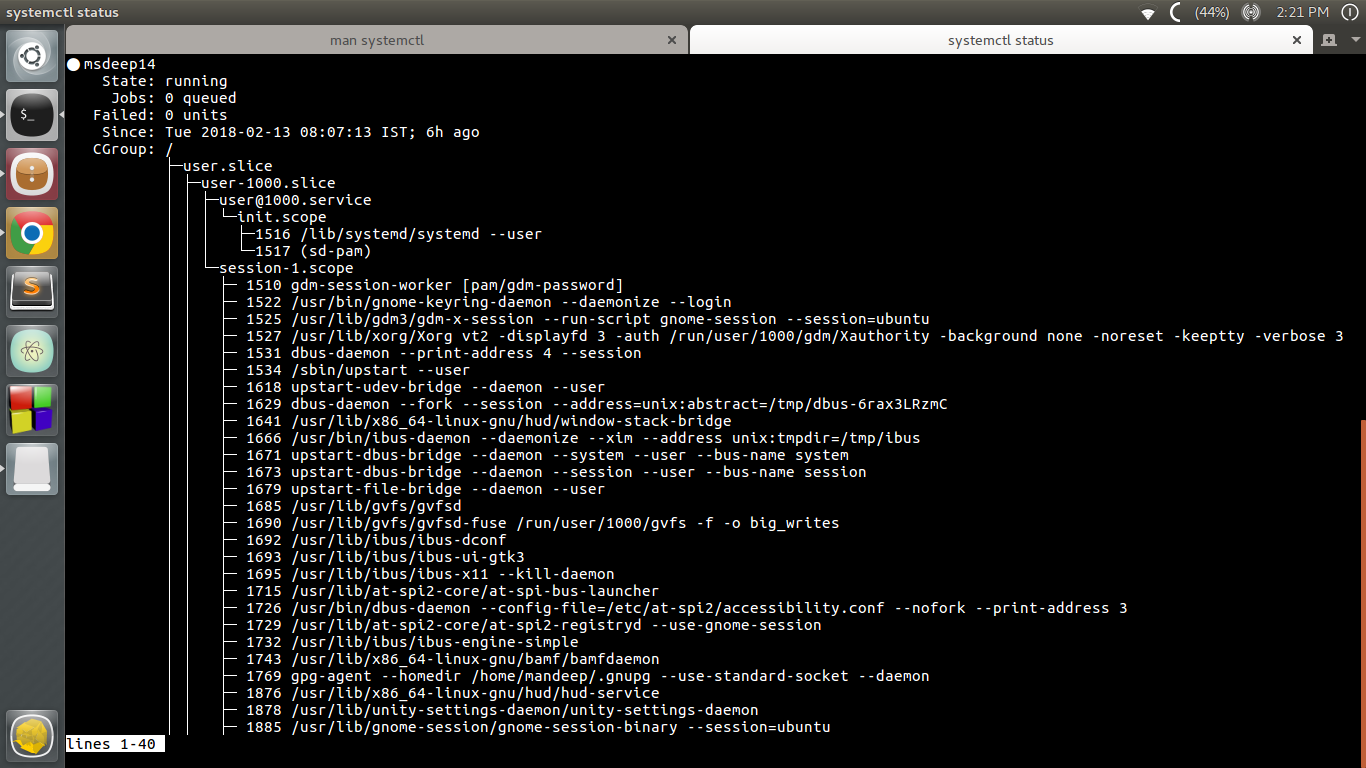 systemctl status
(44%) 2:21 PM
man systemctl
systemctl status
msdeep14
State: running
Jobs: 0 queued
Failed: 0 units
Since: Tue 2018-02-13 08:07:13 IST; 6h ago
CGroup: /
├─user.slice
│ ├─user-1000.slice
│ │ ├─user@1000.service
│ │ │ └─init.scope
│ │ │   ├─1516 /lib/systemd/systemd --user
│ │ │   └─1517 (sd-pam)
│ │ └─session-1.scope
│ │   ├─ 1510 gdm-session-worker [pam/gdm-password]
│ │   ├─ 1522 /usr/bin/gnome-keyring-daemon --daemonize --login
│ │   ├─ 1525 /usr/lib/gdm3/gdm-x-session --run-script gnome-session --session=ubuntu
│ │   ├─ 1527 /usr/lib/xorg/Xorg vt2 -displayfd 3 -auth /run/user/1000/gdm/Xauthority -background none -noreset -keeptty -verbose 3
│ │   ├─ 1531 dbus-daemon --print-address 4 --session
│ │   ├─ 1534 /sbin/upstart --user
│ │   ├─ 1618 upstart-udev-bridge --daemon --user
│ │   ├─ 1629 dbus-daemon --fork --session --address=unix:abstract=/tmp/dbus-6rax3LRzmC
│ │   ├─ 1641 /usr/lib/x86_64-linux-gnu/hud/window-stack-bridge
│ │   ├─ 1666 /usr/bin/ibus-daemon --daemonize --xim --address unix:tmpdir=/tmp/ibus
│ │   ├─ 1671 upstart-dbus-bridge --daemon --system --user --bus-name system
│ │   ├─ 1673 upstart-dbus-bridge --daemon --session --user --bus-name session
│ │   ├─ 1679 upstart-file-bridge --daemon --user
│ │   ├─ 1685 /usr/lib/gvfs/gvfsd
│ │   ├─ 1690 /usr/lib/gvfs/gvfsd-fuse /run/user/1000/gvfs -f -o big_writes
│ │   ├─ 1692 /usr/lib/ibus/ibus-dconf
│ │   ├─ 1693 /usr/lib/ibus/ibus-ui-gtk3
│ │   ├─ 1695 /usr/lib/ibus/ibus-x11 --kill-daemon
│ │   ├─ 1715 /usr/lib/at-spi2-core/at-spi-bus-launcher
│ │   ├─ 1726 /usr/bin/dbus-daemon --config-file=/etc/at-spi2/accessibility.conf --nofork --print-address 3
│ │   ├─ 1729 /usr/lib/at-spi2-core/at-spi2-registryd --use-gnome-session
│ │   ├─ 1732 /usr/lib/ibus/ibus-engine-simple
│ │   ├─ 1743 /usr/lib/x86_64-linux-gnu/bamf/bamfdaemon
│ │   ├─ 1769 gpg-agent --homedir /home/mandeep/.gnupg --use-standard-socket --daemon
│ │   ├─ 1876 /usr/lib/x86_64-linux-gnu/hud/hud-service
│ │   ├─ 1878 /usr/lib/unity-settings-daemon/unity-settings-daemon
│ │   ├─ 1885 /usr/lib/gnome-session/gnome-session-binary --session=ubuntu
lines 1-40